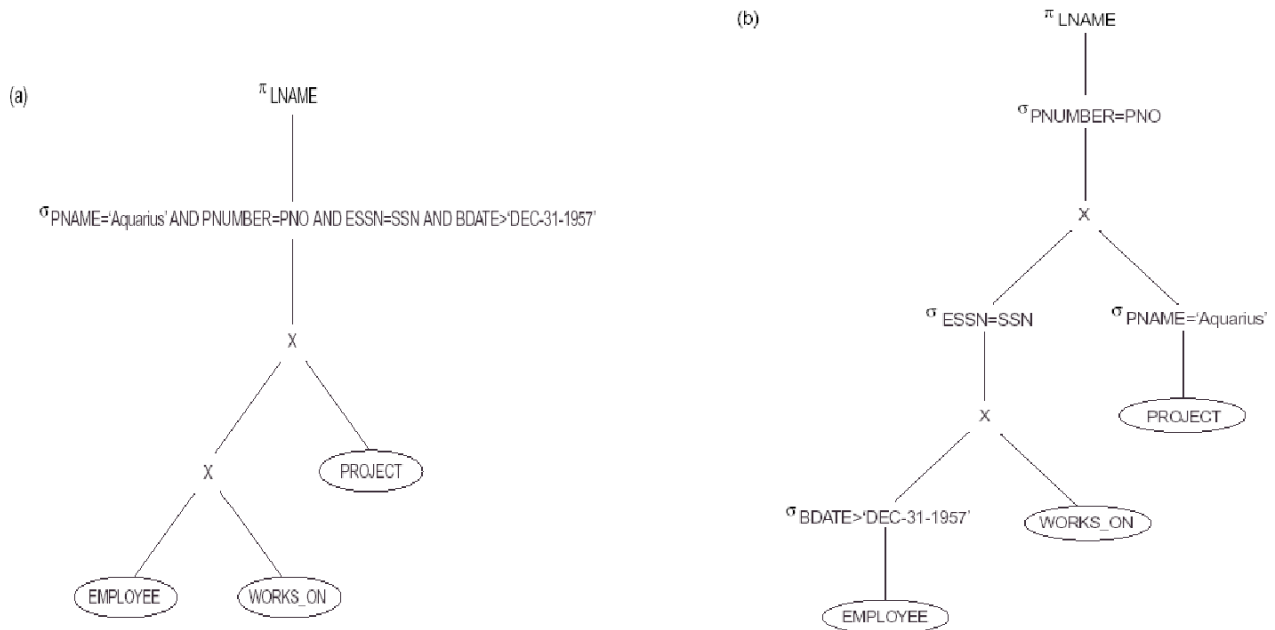 (a)
π LNAME
σ PNAME='Aquarius' AND PNUMBER=PNO AND ESSN=SSN AND BDATE>'DEC-31-1957'
X
X
PROJECT
EMPLOYEE
WORKS_ON
(b)
π LNAME
σ PNUMBER=PNO
X
σ ESSN=SSN
σ PNAME='Aquarius'
X
PROJECT
σ BDATE>'DEC-31-1957'
WORKS_ON
EMPLOYEE